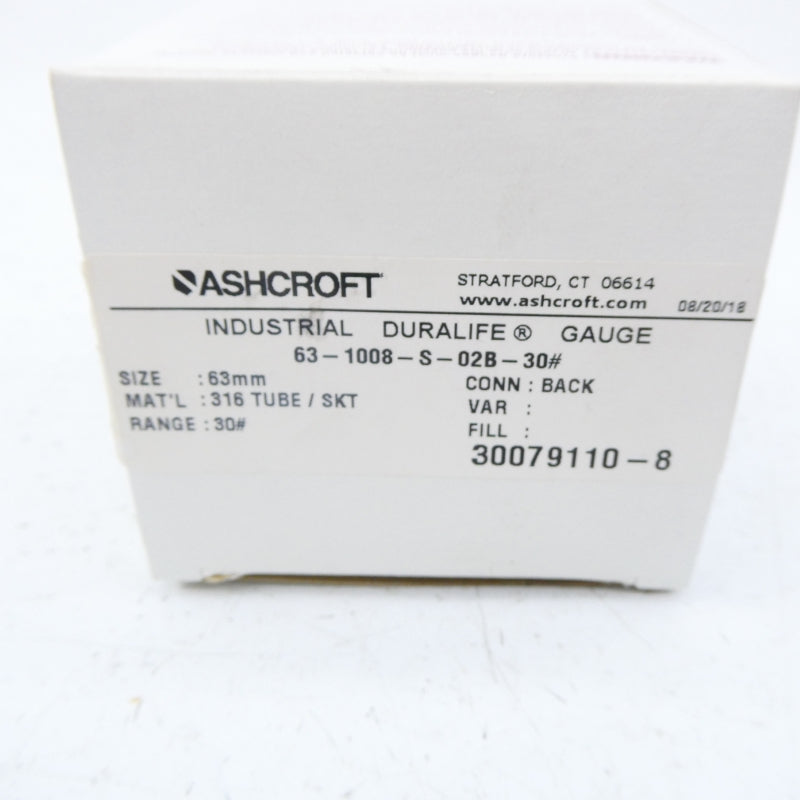 ASHCROFT
STRATFORD, CT 06614
www.ashcroft.com 08/20/18
INDUSTRIAL DURALIFE® GAUGE
63-1008-S-02B-30#
SIZE :63mm CONN : BACK
MAT'L : 316 TUBE / SKT VAR :
RANGE : 30# FILL :
30079110-8